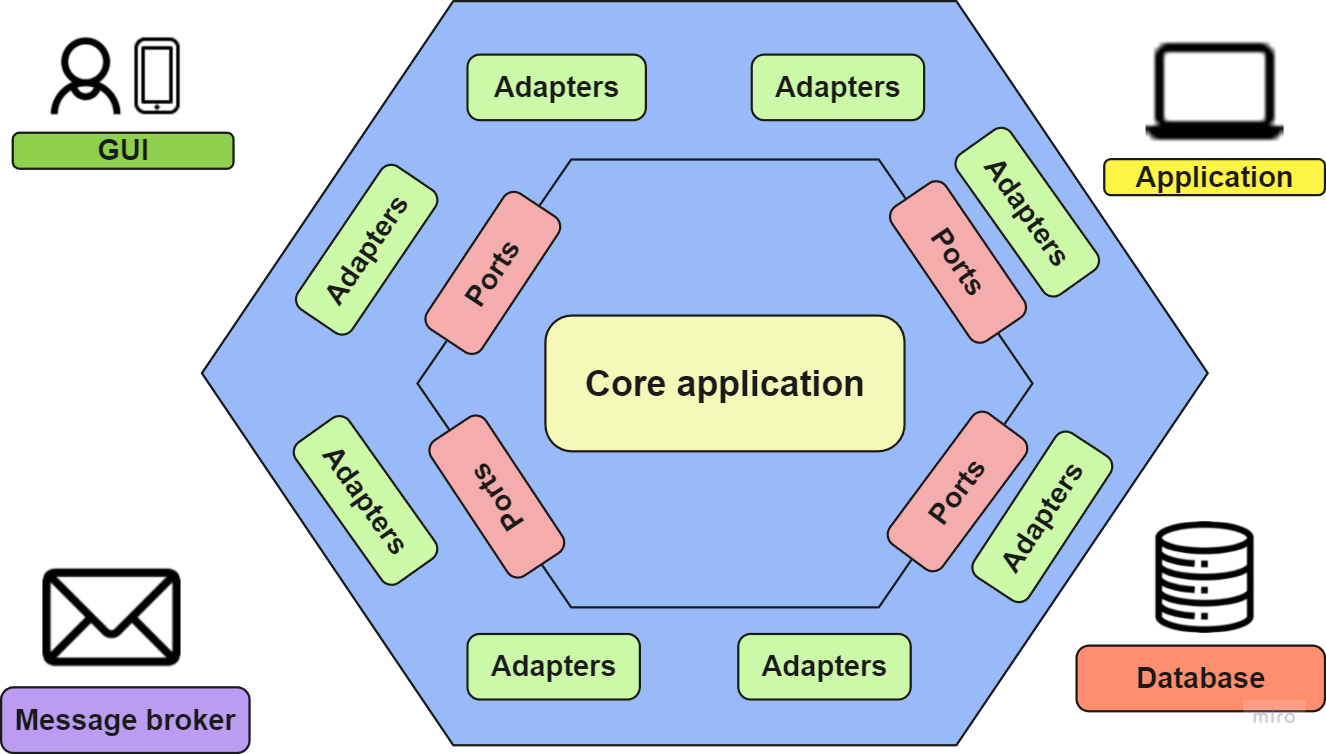 Adapters
Adapters
GUI
Application
Adapters
Adapters
Ports
Ports
Core application
Ports
Ports
Adapters
Adapters
Adapters
Adapters
Database
Message broker
miro